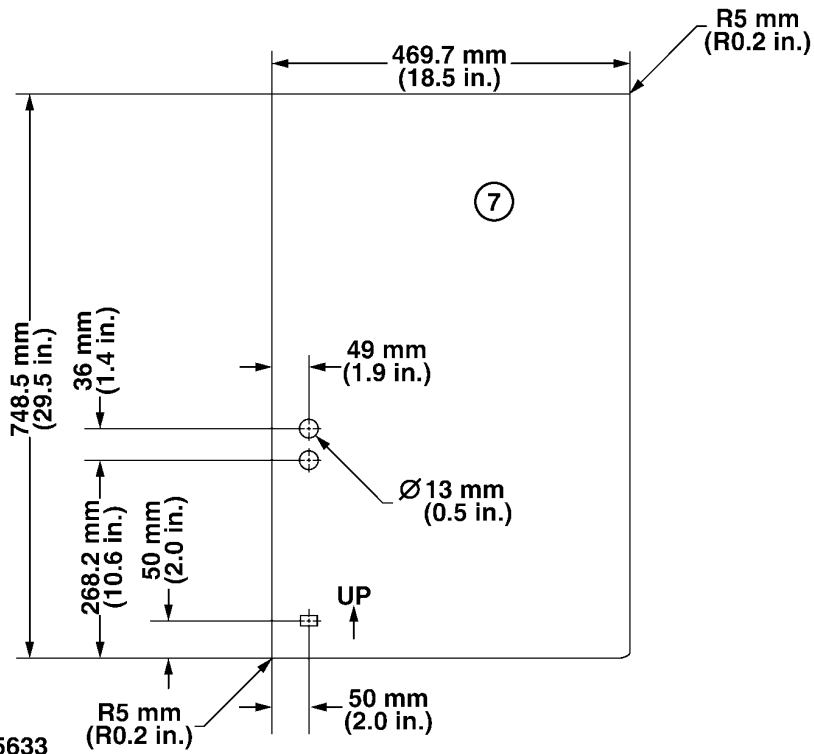 R5 mm
(R0.2 in.)
469.7 mm
(18.5 in.)
7
748.5 mm
(29.5 in.)
36 mm
(1.4 in.)
49 mm
(1.9 in.)
Ø 13 mm
(0.5 in.)
268.2 mm
(10.6 in.)
50 mm
(2.0 in.)
UP
R5 mm
(R0.2 in.)
50 mm
(2.0 in.)